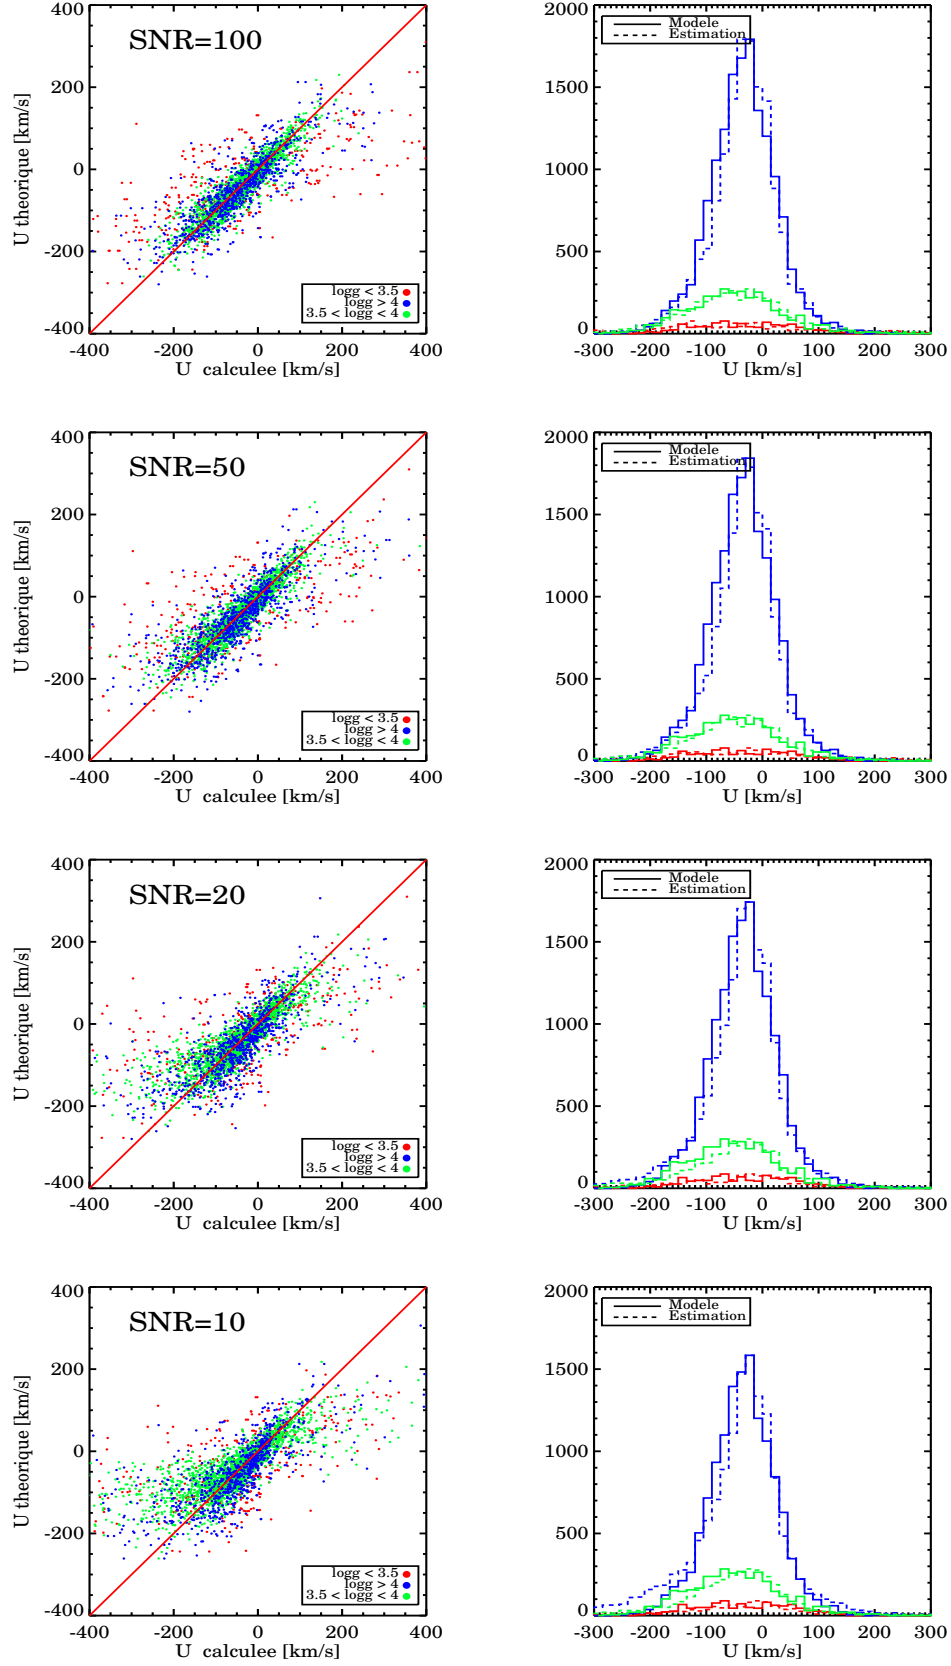 400
200
0
-200
-400
U theorique [km/s]
SNR=100
logg < 3.5
logg > 4
3.5 < logg < 4
-400 -200 0 200 400
U calculee [km/s]
2000
1500
1000
500
0
Modele
Estimation
-300 -200 -100 0 100 200 300
U [km/s]
400
200
0
-200
-400
U theorique [km/s]
SNR=50
logg < 3.5
logg > 4
3.5 < logg < 4
-400 -200 0 200 400
U calculee [km/s]
2000
1500
1000
500
0
Modele
Estimation
-300 -200 -100 0 100 200 300
U [km/s]
400
200
0
-200
-400
U theorique [km/s]
SNR=20
logg < 3.5
logg > 4
3.5 < logg < 4
-400 -200 0 200 400
U calculee [km/s]
2000
1500
1000
500
0
Modele
Estimation
-300 -200 -100 0 100 200 300
U [km/s]
400
200
0
-200
-400
U theorique [km/s]
SNR=10
logg < 3.5
logg > 4
3.5 < logg < 4
-400 -200 0 200 400
U calculee [km/s]
2000
1500
1000
500
0
Modele
Estimation
-300 -200 -100 0 100 200 300
U [km/s]